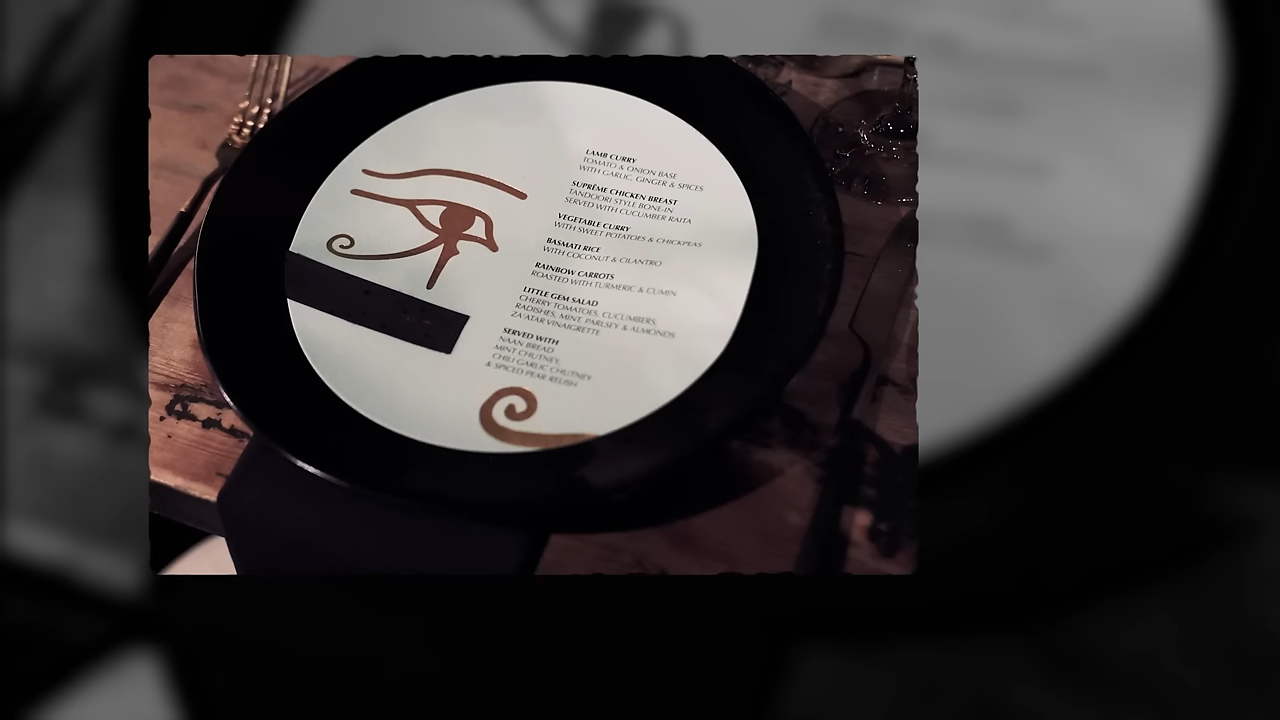 LAMB CURRY
TOMATO & ONION BASE
WITH GARLIC, GINGER & SPICES
SUPRÊME CHICKEN BREAST
TANDOORI STYLE BONE-IN
SERVED WITH CUCUMBER RAITA
VEGETABLE CURRY
WITH SWEET POTATOES & CHICKPEAS
BASMATI RICE
WITH COCONUT & CILANTRO
RAINBOW CARROTS
ROASTED WITH TURMERIC & CUMIN
LITTLE GEM SALAD
CHERRY TOMATOES, CUCUMBERS,
RADISHES, MINT, PARLSEY & ALMONDS
ZA'ATAR VINAIGRETTE
SERVED WITH
NAAN BREAD
MINT CHUTNEY,
CHILI GARLIC CHUTNEY
& SPICED PEAR RELISH